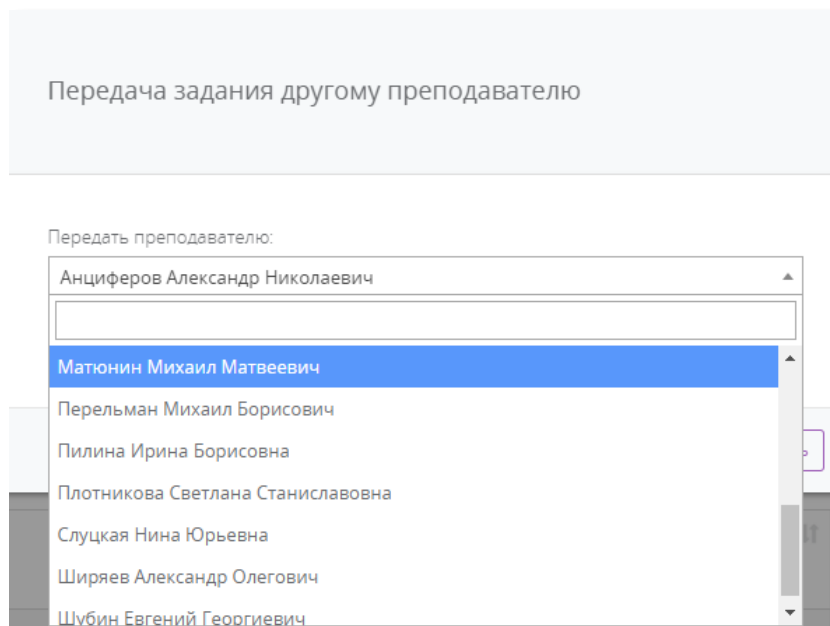 Передача задания другому преподавателю
Передать преподавателю:
Анциферов Александр Николаевич
Матюнин Михаил Матвеевич
Перельман Михаил Борисович
Пилина Ирина Борисовна
Плотникова Светлана Станиславовна
Слуцкая Нина Юрьевна
Ширяев Александр Олегович
Шубин Евгений Георгиевич